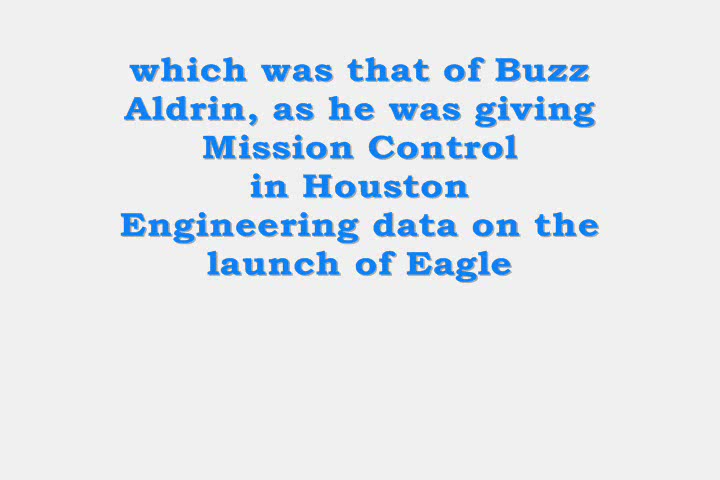 which was that of Buzz
Aldrin, as he was giving
Mission Control
in Houston
Engineering data on the
launch of Eagle